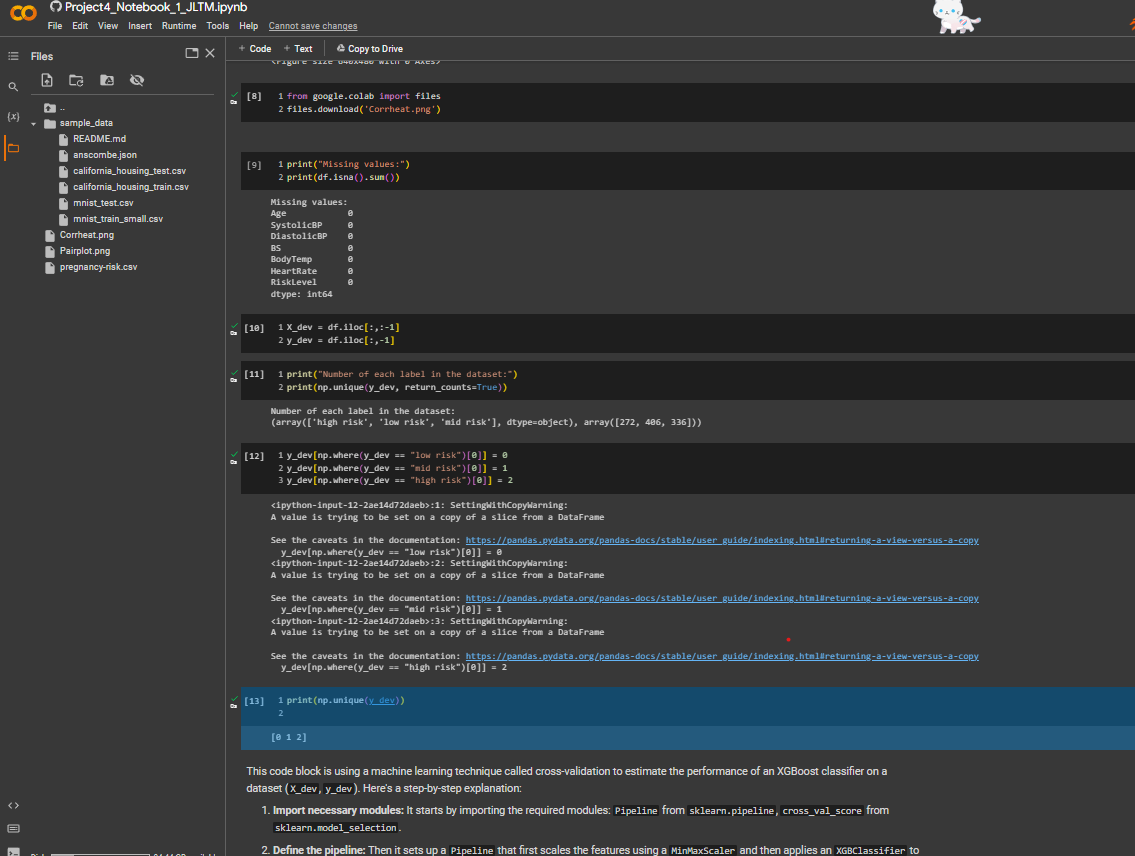 Project4_Notebook_1_JLTM.ipynb
File Edit View Insert Runtime Tools Help Cannot save changes
Files
+ Code + Text Copy to Drive
<Figure size 640x480 with 0 Axes>
..
sample_data
README.md
anscombe.json
california_housing_test.csv
california_housing_train.csv
mnist_test.csv
mnist_train_small.csv
Corrheat.png
Pairplot.png
pregnancy-risk.csv
{x}
[8] 1 from google.colab import files
2 files.download('Corrheat.png')
[9] 1 print("Missing values:")
2 print(df.isna().sum())
Missing values:
Age 0
SystolicBP 0
DiastolicBP 0
BS 0
BodyTemp 0
HeartRate 0
RiskLevel 0
dtype: int64
[10] 1 X_dev = df.iloc[:,:-1]
2 y_dev = df.iloc[:,-1]
[11] 1 print("Number of each label in the dataset:")
2 print(np.unique(y_dev, return_counts=True))
Number of each label in the dataset:
(array(['high risk', 'low risk', 'mid risk'], dtype=object), array([272, 406, 336]))
[12] 1 y_dev[np.where(y_dev == "low risk")[0]] = 0
2 y_dev[np.where(y_dev == "mid risk")[0]] = 1
3 y_dev[np.where(y_dev == "high risk")[0]] = 2
<ipython-input-12-2ae14d72daeb>:1: SettingWithCopyWarning:
A value is trying to be set on a copy of a slice from a DataFrame
See the caveats in the documentation: https://pandas.pydata.org/pandas-docs/stable/user_guide/indexing.html#returning-a-view-versus-a-copy
y_dev[np.where(y_dev == "low risk")[0]] = 0
<ipython-input-12-2ae14d72daeb>:2: SettingWithCopyWarning:
A value is trying to be set on a copy of a slice from a DataFrame
See the caveats in the documentation: https://pandas.pydata.org/pandas-docs/stable/user_guide/indexing.html#returning-a-view-versus-a-copy
y_dev[np.where(y_dev == "mid risk")[0]] = 1
<ipython-input-12-2ae14d72daeb>:3: SettingWithCopyWarning:
A value is trying to be set on a copy of a slice from a DataFrame
See the caveats in the documentation: https://pandas.pydata.org/pandas-docs/stable/user_guide/indexing.html#returning-a-view-versus-a-copy
y_dev[np.where(y_dev == "high risk")[0]] = 2
[13] 1 print(np.unique(y_dev))
2
[0 1 2]
This code block is using a machine learning technique called cross-validation to estimate the performance of an XGBoost classifier on a
dataset (X_dev, y_dev). Here's a step-by-step explanation:
1. Import necessary modules: It starts by importing the required modules: Pipeline from sklearn.pipeline, cross_val_score from
sklearn.model_selection.
2. Define the pipeline: Then it sets up a Pipeline that first scales the features using a MinMaxScaler and then applies an XGBClassifier to